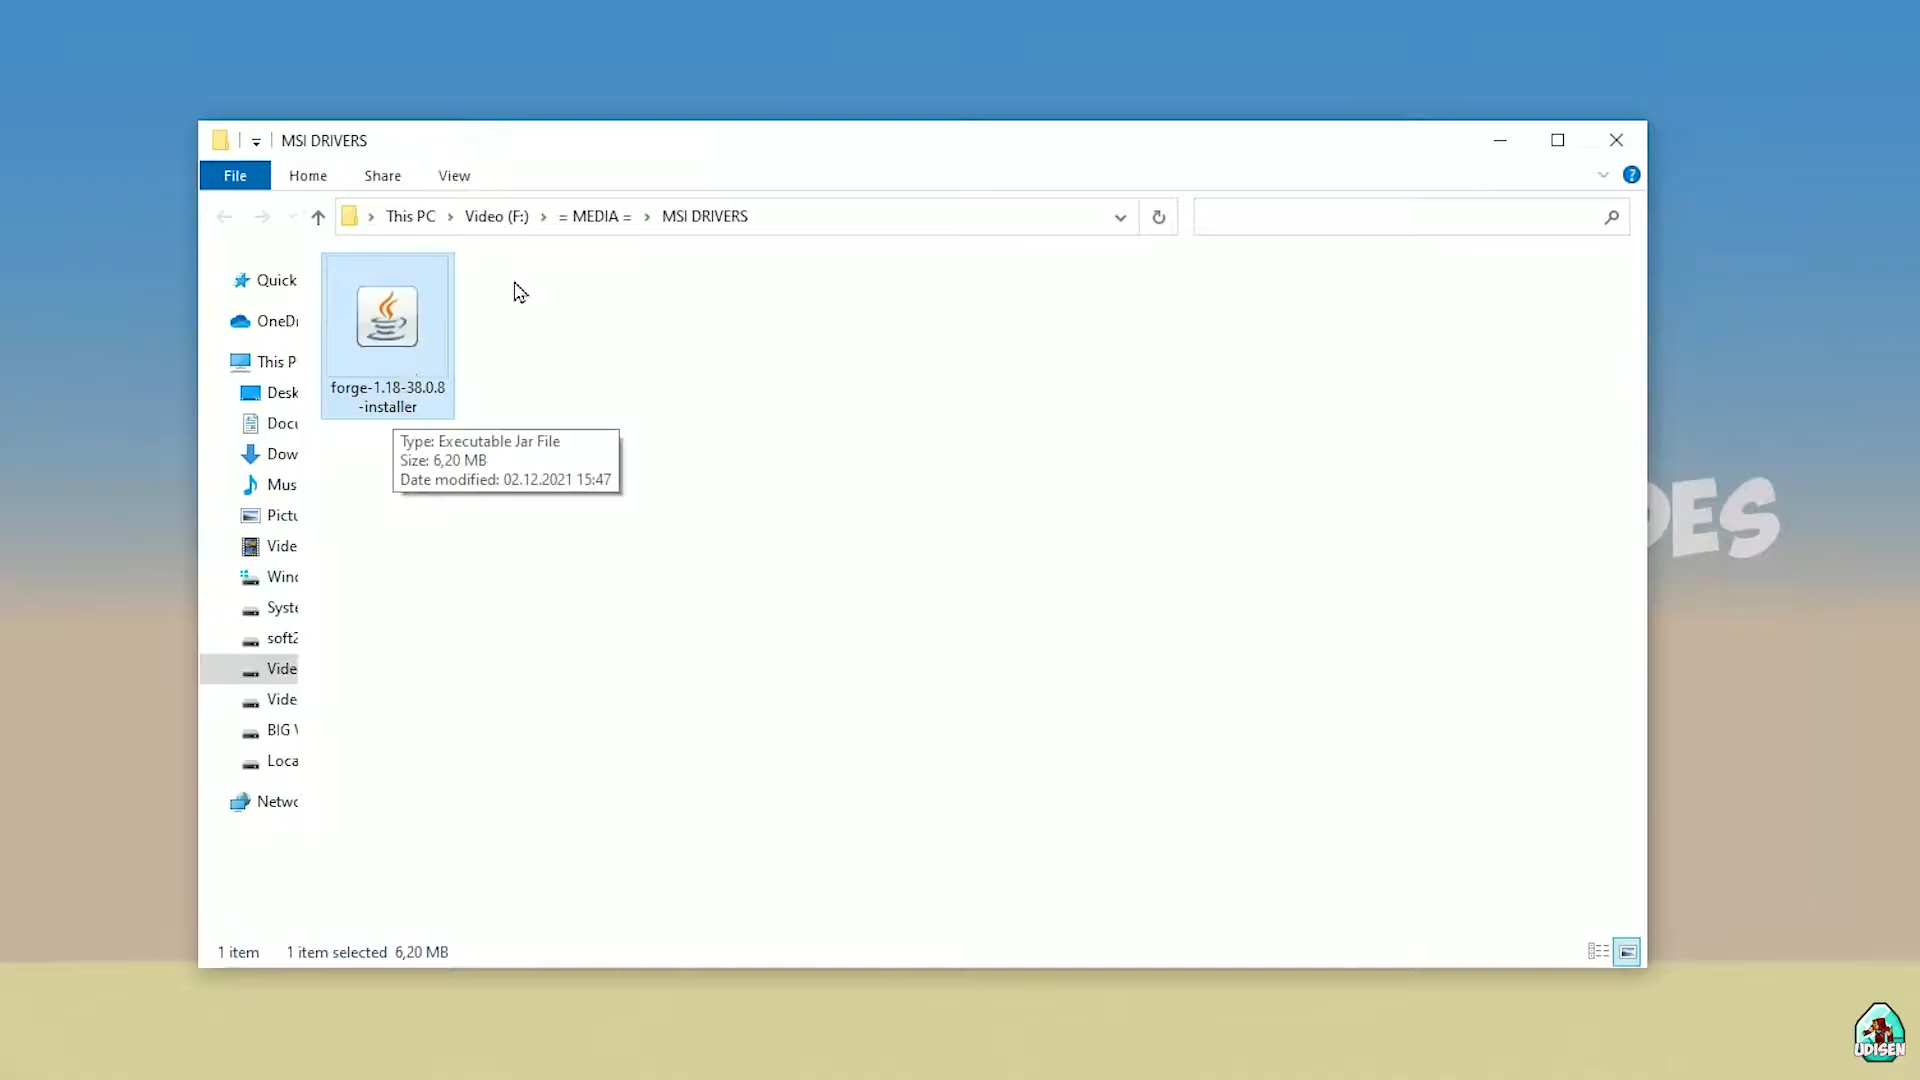 MSI DRIVERS
File Home Share View
This PC Video (F:) = MEDIA = MSI DRIVERS
Quick
OneDr
This P
Desk
Docu
Dow
Mus
Pictu
Vide
Winc
Syste
soft2
Vide
Vide
BIG V
Loca
Netwo
forge-1.18-38.0.8
-installer
Type: Executable Jar File
Size: 6,20 MB
Date modified: 02.12.2021 15:47
DES
1 item 1 item selected 6,20 MB
UDISEN